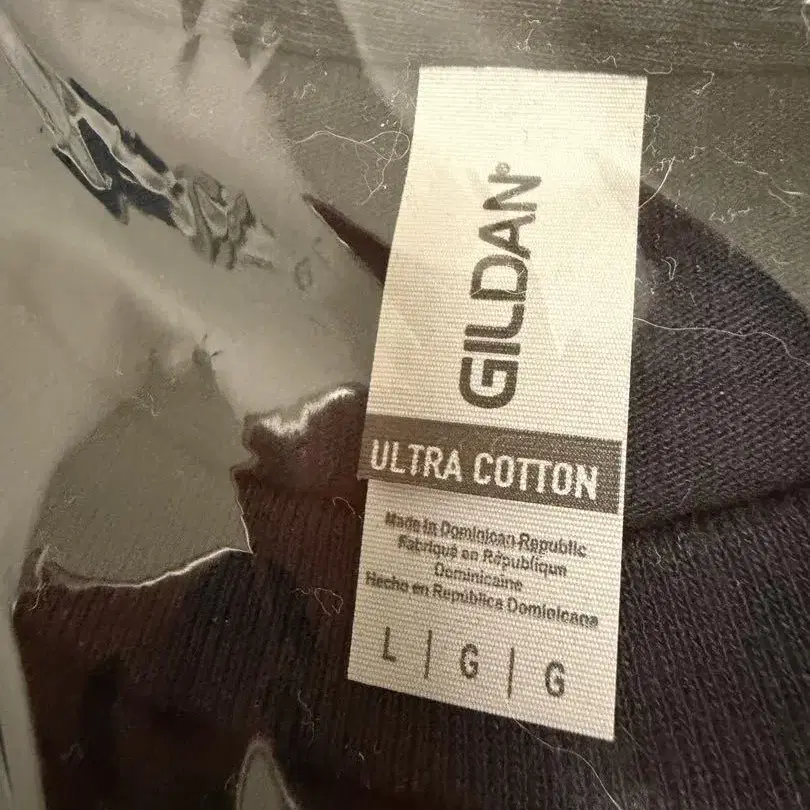 GILDAN®
ULTRA COTTON
Made in Dominican Republic
Fabriqué en République
Dominicaine
Hecho en República Dominicana
L | G | G